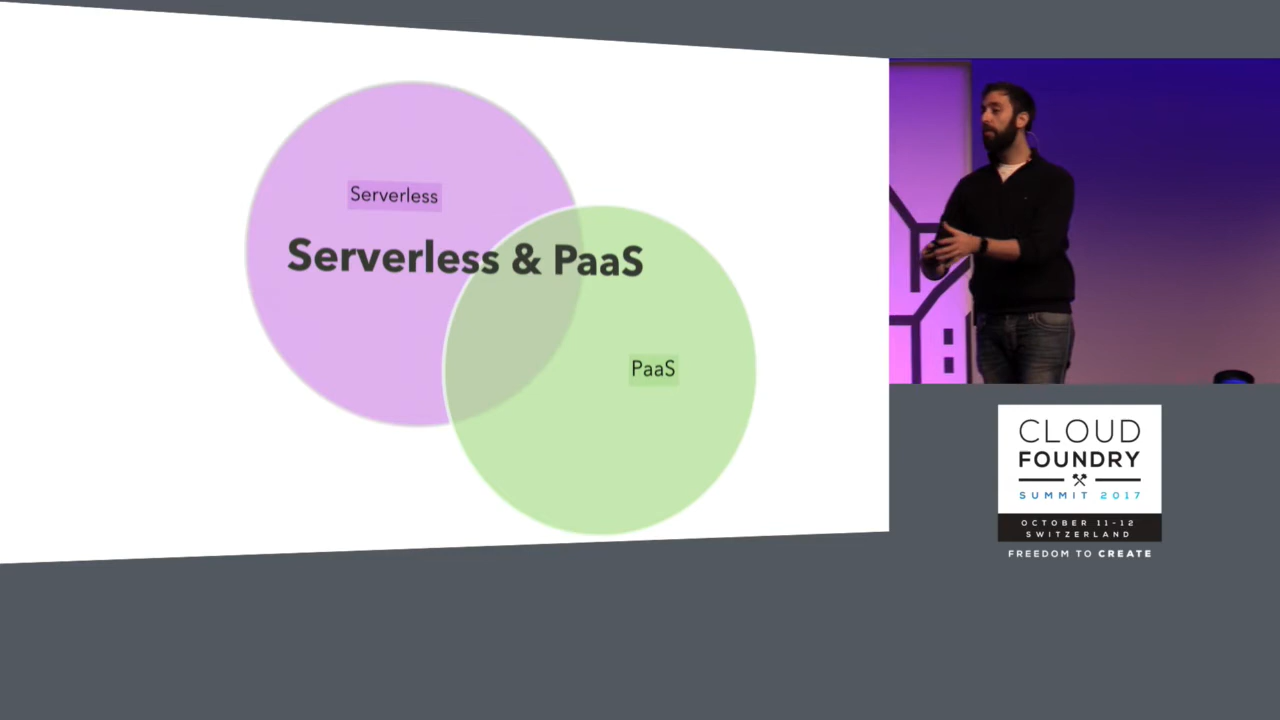 Serverless
Serverless & PaaS
PaaS
CLOUD
FOUNDRY
SUMMIT 2017
OCTOBER 11-12
SWITZERLAND
FREEDOM TO CREATE